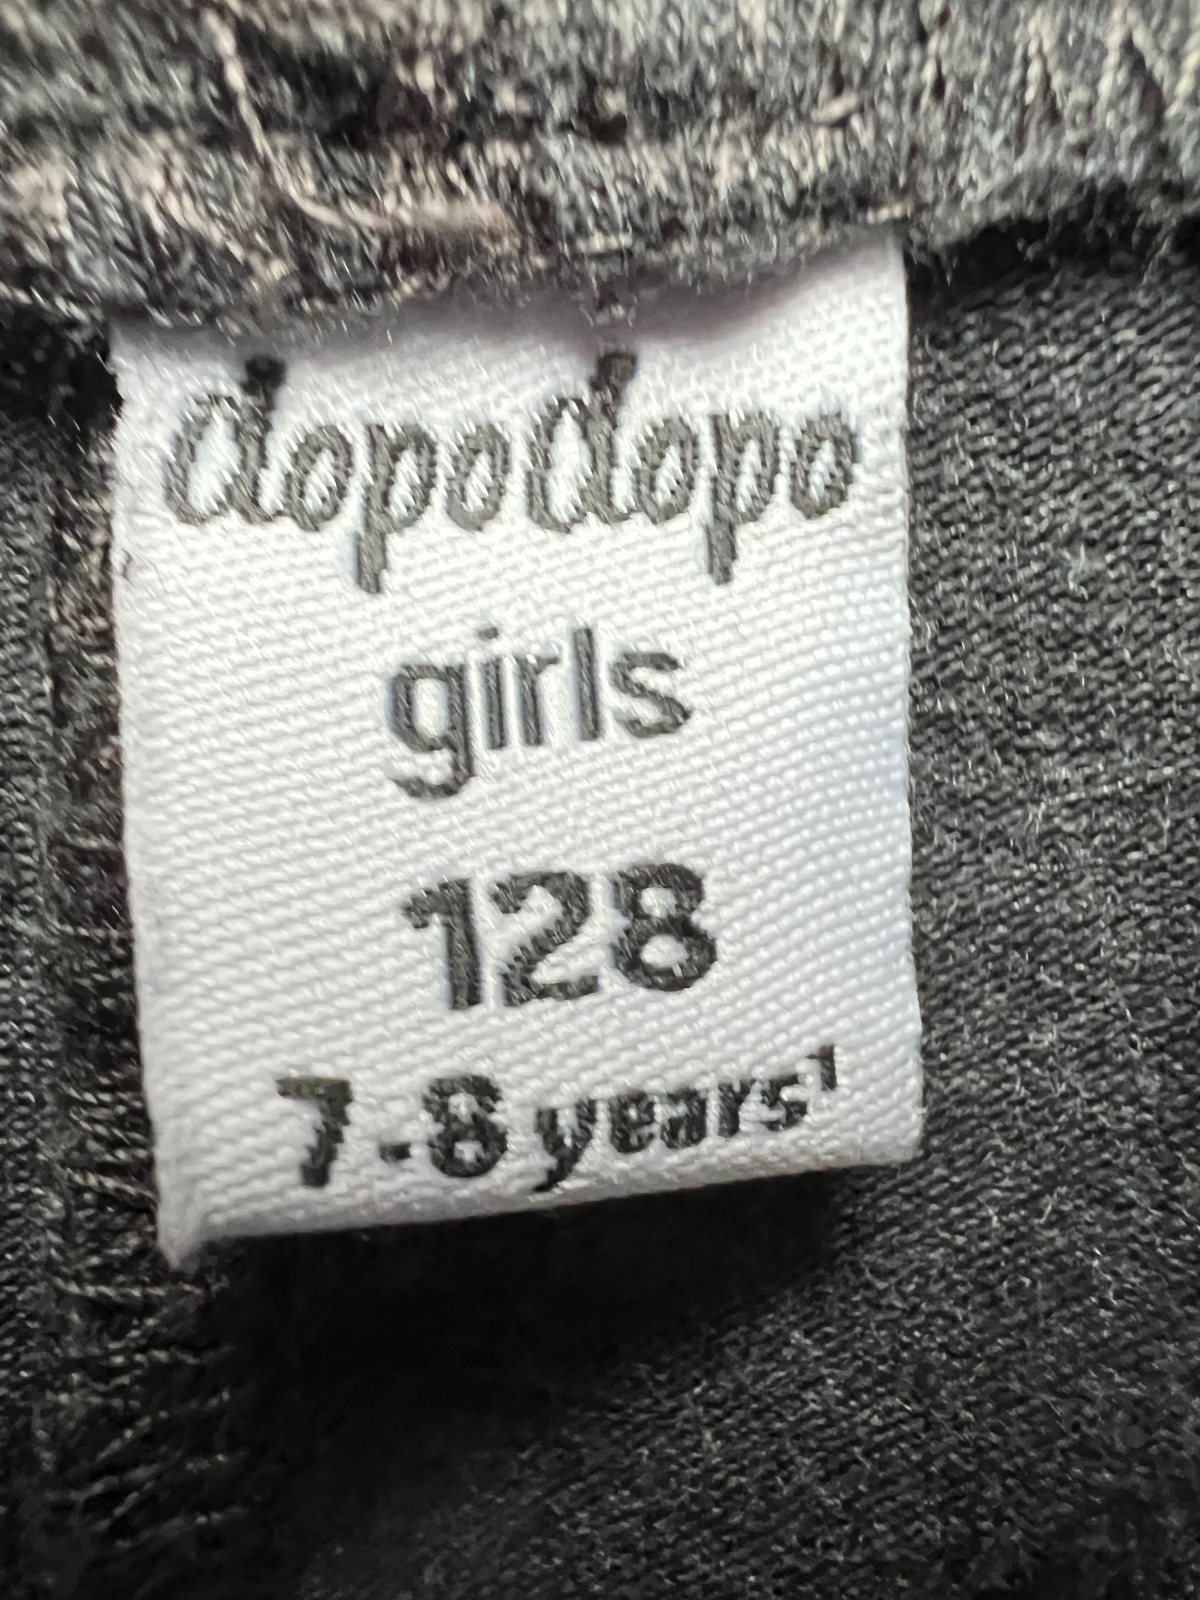 dopodopo
girls
128
7-8 years¹